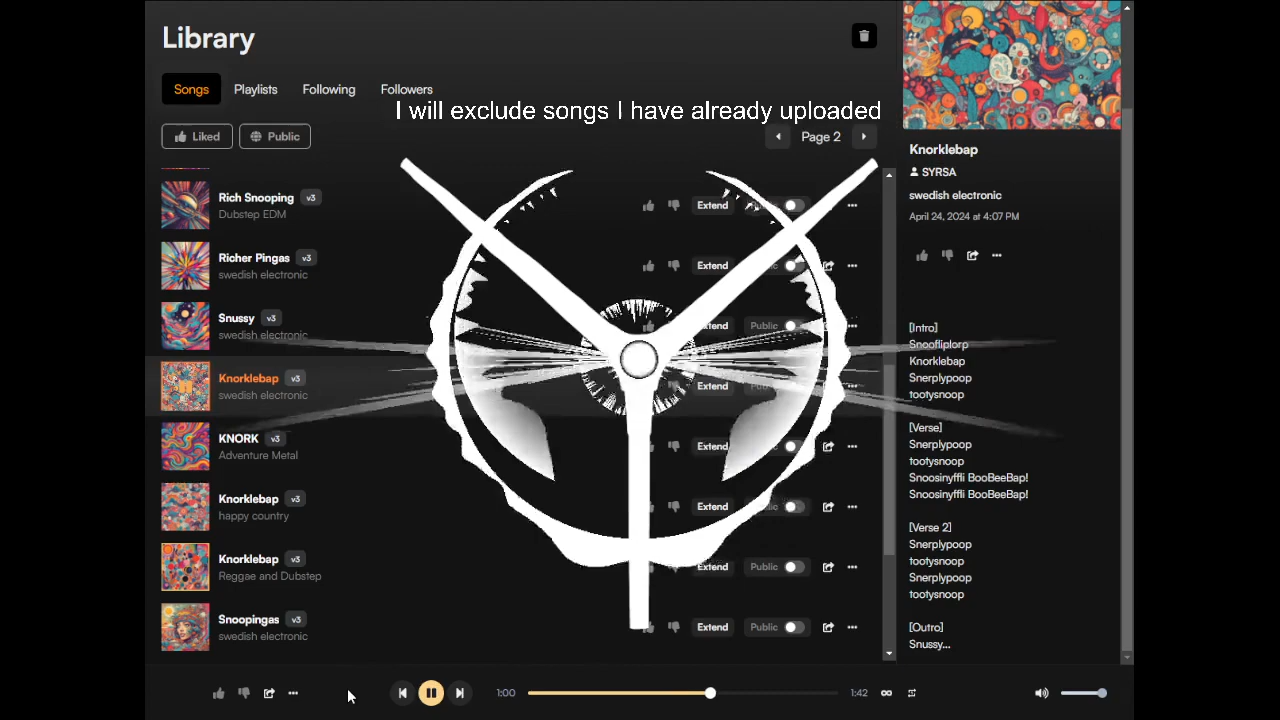 Library
Songs
Playlists
Following
Followers
I will exclude songs I have already uploaded
Liked
Public
Page 2
Rich Snooping v3
Dubstep EDM
Extend
Richer Pingas v3
swedish electronic
Extend
Snussy v3
swedish electronic
Extend Public
Knorklebap v3
swedish electronic
Extend
KNORK v3
Adventure Metal
Extend
Knorklebap v3
happy country
Extend Public
Knorklebap v3
Reggae and Dubstep
Extend Public
Snoopingas v3
swedish electronic
Extend Public
1:00
1:42
Knorklebap
SYRSA
swedish electronic
April 24, 2024 at 4:07 PM
[Intro]
Snoofliplorp
Knorklebap
Snerplypoop
tootysnoop
[Verse]
Snerplypoop
tootysnoop
Snoosinyffli BooBeeBap!
Snoosinyffli BooBeeBap!
[Verse 2]
Snerplypoop
tootysnoop
Snerplypoop
tootysnoop
[Outro]
Snussy...